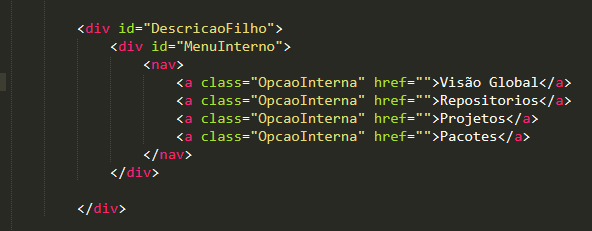 <div id="DescricaoFilho">
<div id="MenuInterno">
<nav>
<a class="OpcaoInterna" href="">Visão Global</a>
<a class="OpcaoInterna" href="">Repositorios</a>
<a class="OpcaoInterna" href="">Projetos</a>
<a class="OpcaoInterna" href="">Pacotes</a>
</nav>
</div>
</div>